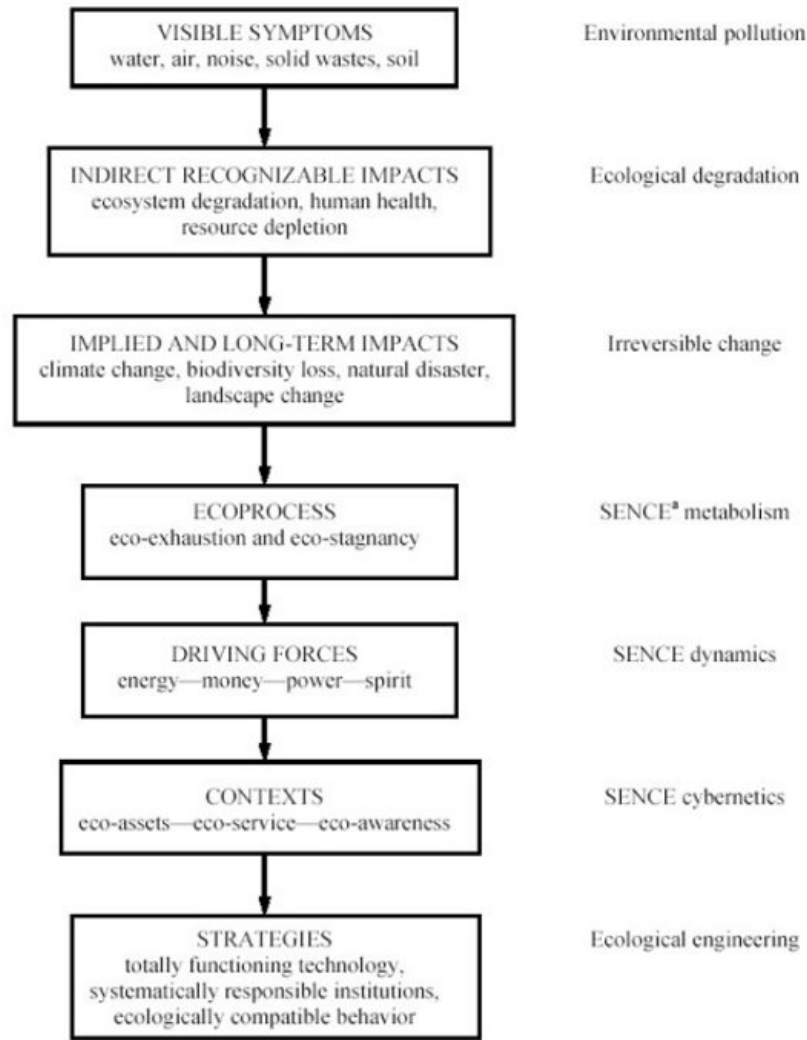 VISIBLE SYMPTOMS
water, air, noise, solid wastes, soil
Environmental pollution
INDIRECT RECOGNIZABLE IMPACTS
ecosystem degradation, human health,
resource depletion
Ecological degradation
IMPLIED AND LONG-TERM IMPACTS
climate change, biodiversity loss, natural disaster,
landscape change
Irreversible change
ECOPROCESS
eco-exhaustion and eco-stagnancy
SENCEª metabolism
DRIVING FORCES
energy—money—power—spirit
SENCE dynamics
CONTEXTS
eco-assets—eco-service—eco-awareness
SENCE cybernetics
STRATEGIES
totally functioning technology,
systematically responsible institutions,
ecologically compatible behavior
Ecological engineering